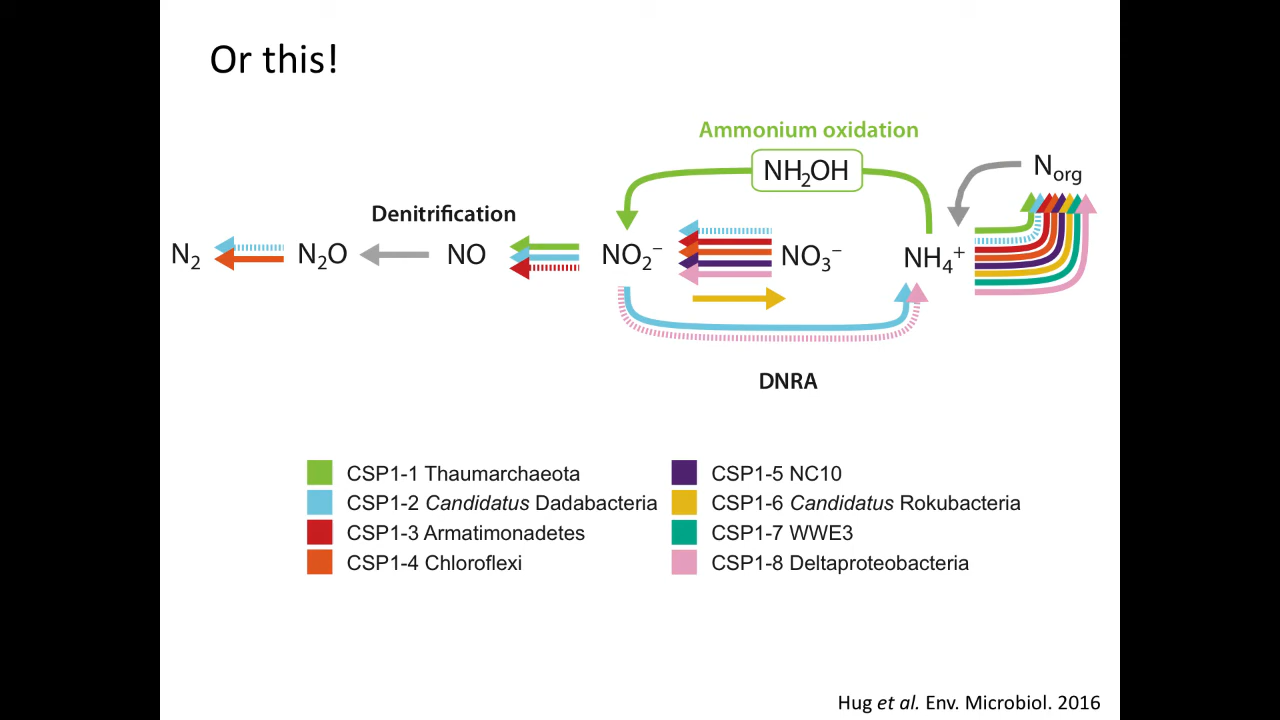 Or this!
Ammonium oxidation
NH₂OH
N_org
Denitrification
N₂
N₂O
NO
NO₂⁻
NO₃⁻
NH₄⁺
DNRA
CSP1-1 Thaumarchaeota
CSP1-2 Candidatus Dadabacteria
CSP1-3 Armatimonadetes
CSP1-4 Chloroflexi
CSP1-5 NC10
CSP1-6 Candidatus Rokubacteria
CSP1-7 WWE3
CSP1-8 Deltaproteobacteria
Hug et al. Env. Microbiol. 2016